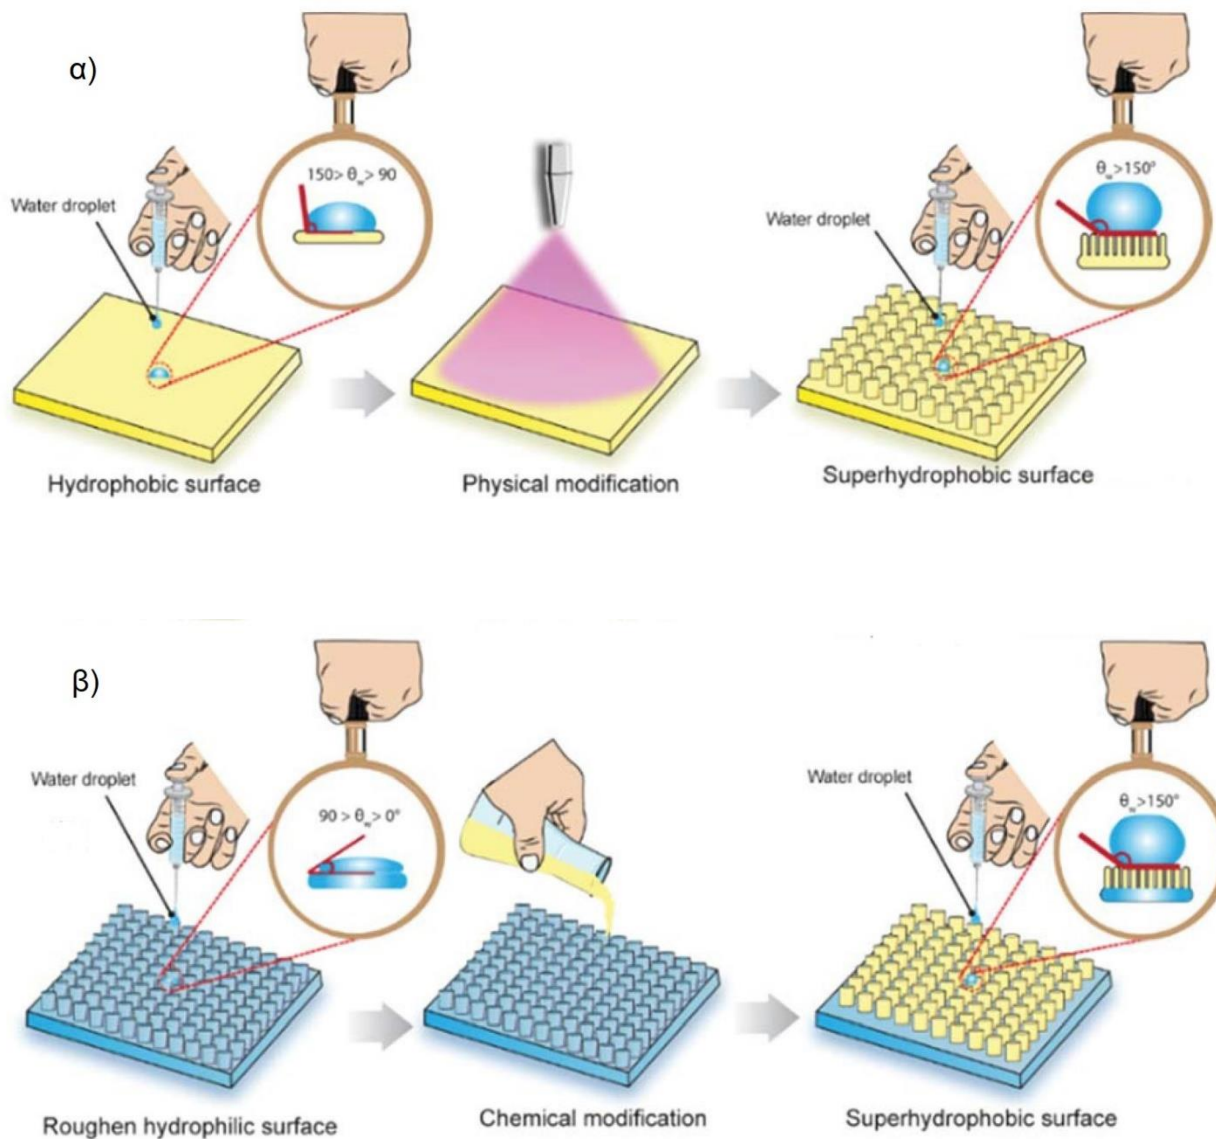 α)
150> θw> 90
Water droplet
θw>150°
Water droplet
Hydrophobic surface
Physical modification
Superhydrophobic surface
β)
Water droplet
90 > θw> 0°
Water droplet
θw>150°
Roughen hydrophilic surface
Chemical modification
Superhydrophobic surface